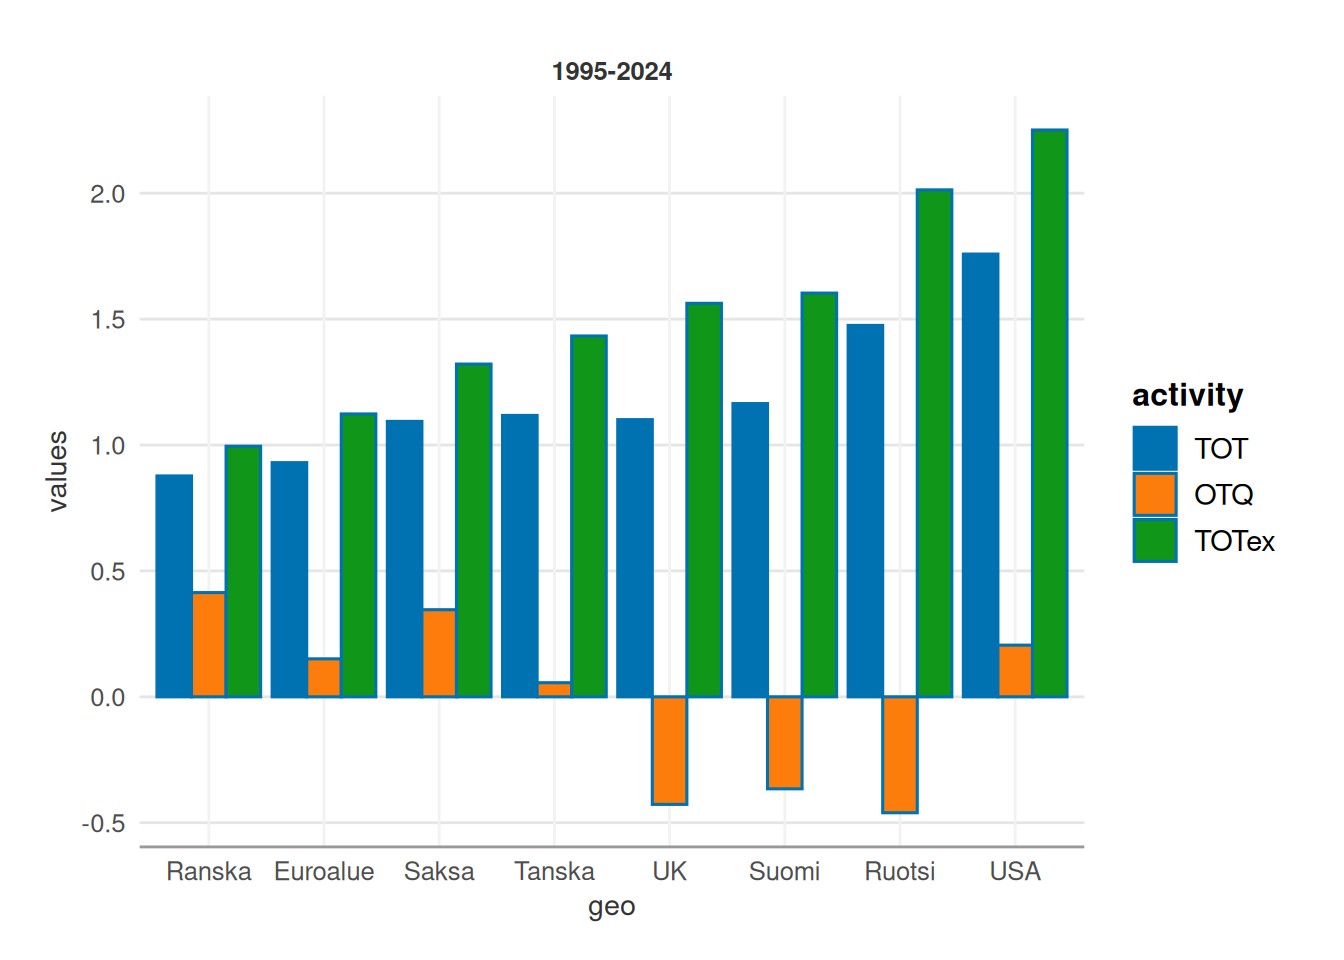 1995-2024
values
2.0
1.5
1.0
0.5
0.0
-0.5
Ranska Euroalue Saksa Tanska UK Suomi Ruotsi USA
geo
activity
TOT
OTQ
TOTex